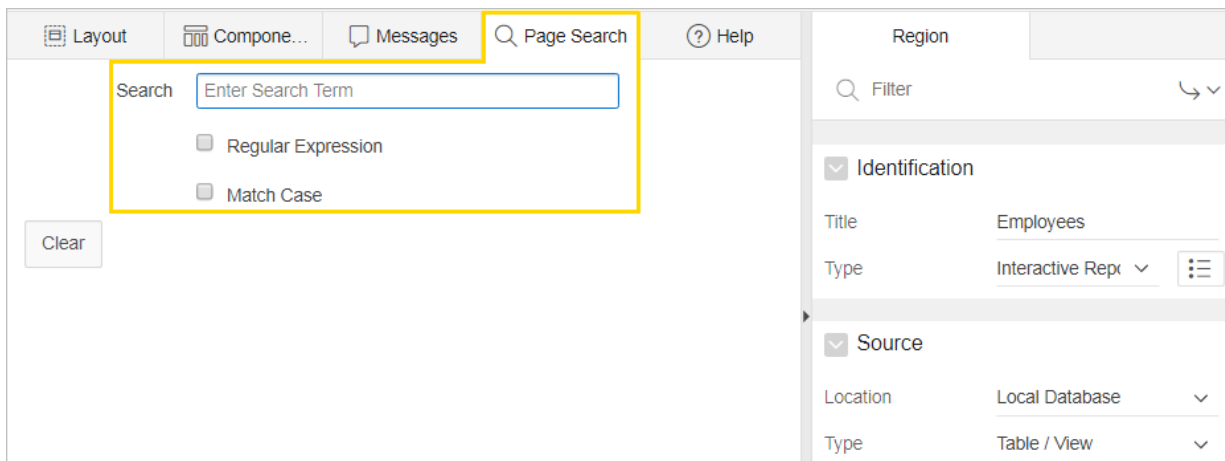 Layout
Compone...
Messages
Page Search
Help
Search
Enter Search Term
Regular Expression
Match Case
Clear
Region
Filter
Identification
Title
Employees
Type
Interactive Repo
Source
Location
Local Database
Type
Table / View